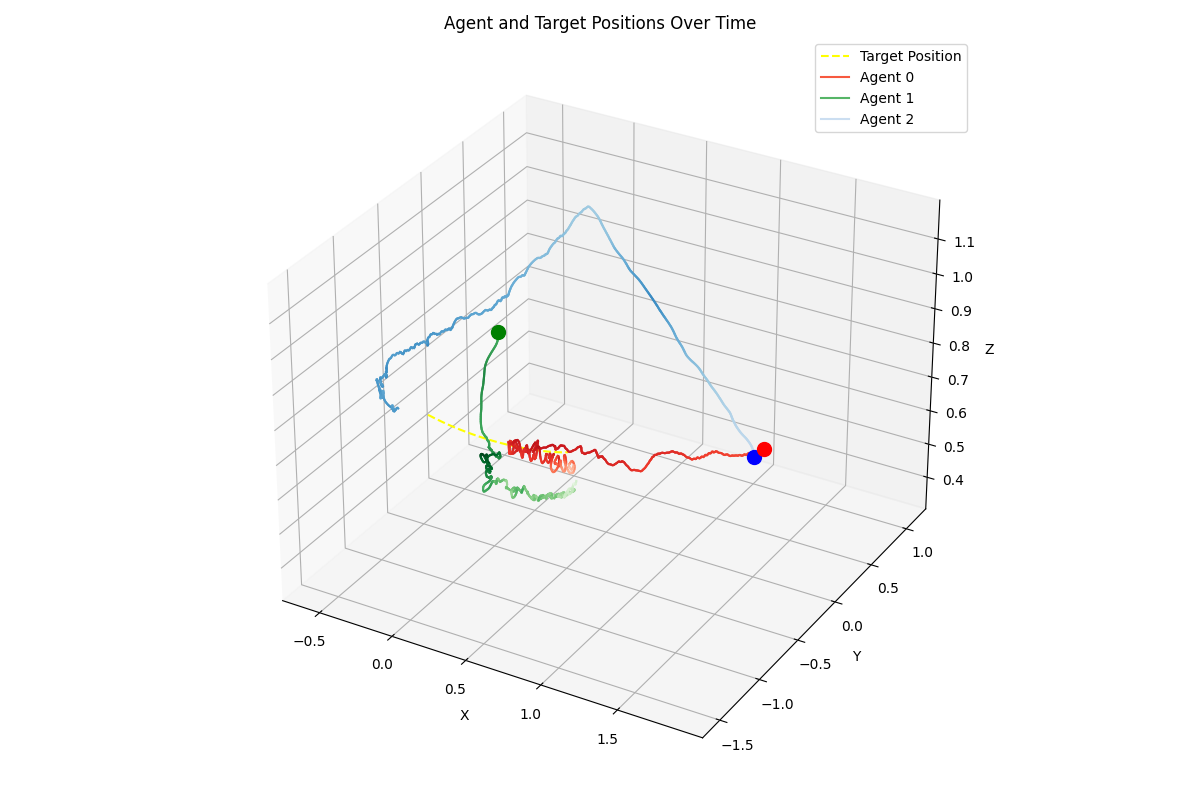 Agent and Target Positions Over Time
Target Position
Agent 0
Agent 1
Agent 2
1.1
1.0
0.9
0.8
0.7
0.6
0.5
0.4
Z
1.0
0.5
0.0
−0.5
−1.0
−1.5
Y
−0.5
0.0
0.5
1.0
1.5
X